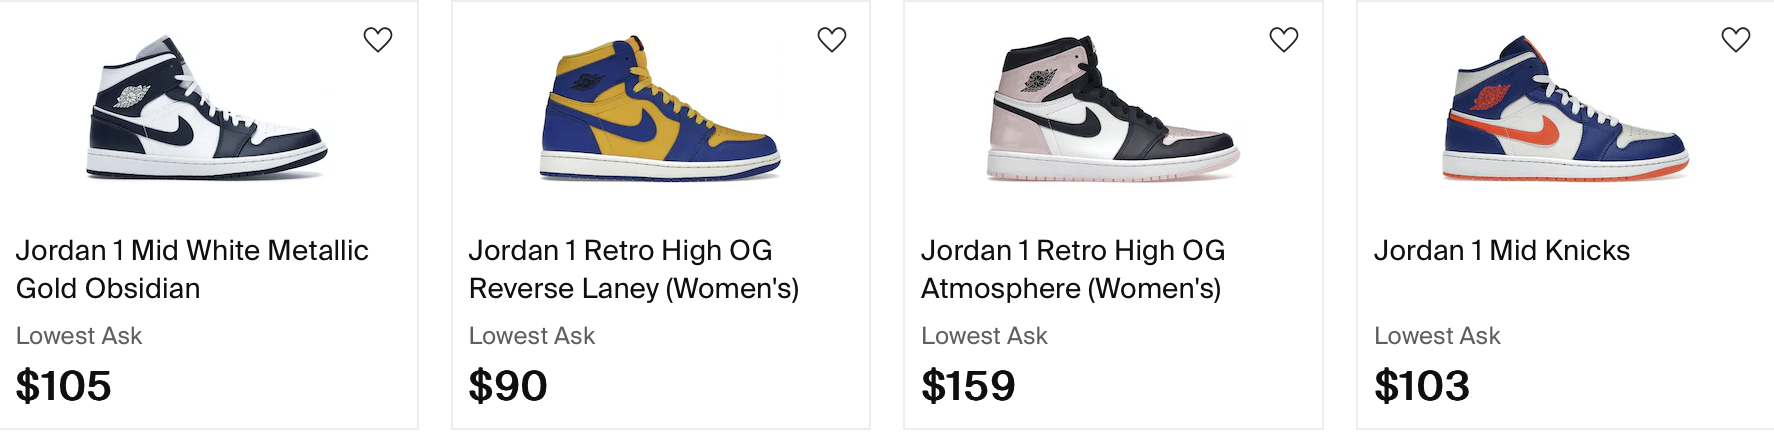 Jordan 1 Mid White Metallic
Gold Obsidian
Lowest Ask
$105
Jordan 1 Retro High OG
Reverse Laney (Women's)
Lowest Ask
$90
Jordan 1 Retro High OG
Atmosphere (Women's)
Lowest Ask
$159
Jordan 1 Mid Knicks
Lowest Ask
$103